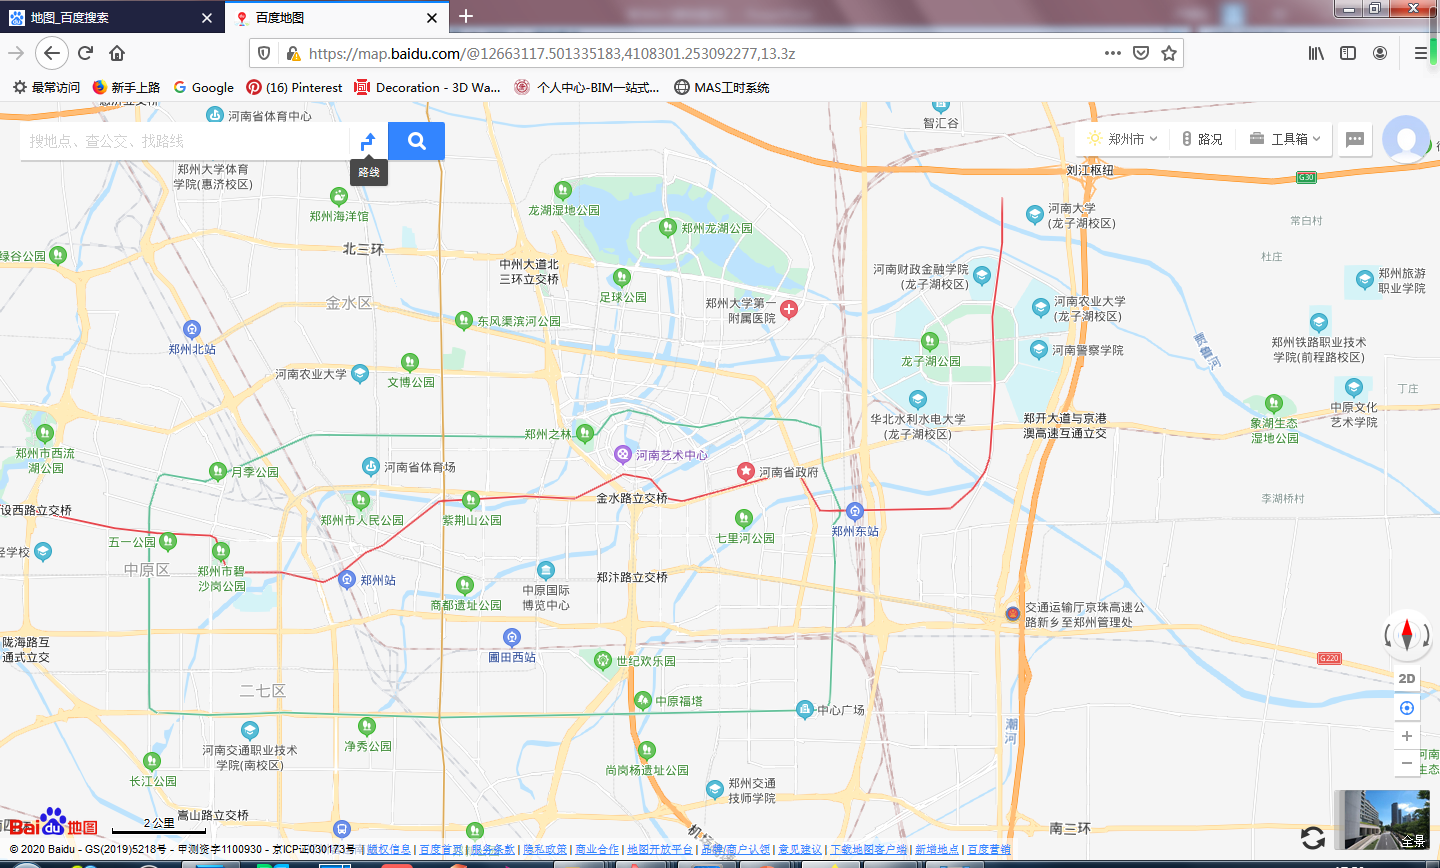 地图_百度搜索
百度地图
https://map.baidu.com/@12663117.501335183,4108301.253092277,13.3z
最常访问
新手上路
Google
(16) Pinterest
Decoration - 3D Wa...
个人中心-BIM一站式...
MAS工时系统
河南省体育中心
智汇谷
搜地点、查公交、找路线
路线
郑州市
路况
工具箱
郑州大学体育
学院(惠济校区)
刘江枢纽
G30
郑州海洋馆
龙湖湿地公园
郑州龙湖公园
河南大学
(龙子湖校区)
常白村
北三环
绿谷公园
杜庄
中州大道北
三环立交桥
河南财政金融学院
(龙子湖校区)
郑州旅游
职业学院
足球公园
金水区
郑州大学第一
附属医院
河南农业大学
(龙子湖校区)
东风渠滨河公园
郑州北站
贾鲁河
郑州铁路职业技术
学院(前程路校区)
河南警察学院
龙子湖公园
河南农业大学
文博公园
丁庄
中原文化
艺术学院
华北水利水电大学
(龙子湖校区)
郑开大道与京港
澳高速互通立交
象湖生态
湿地公园
郑州之林
郑州市西流
湖公园
河南艺术中心
月季公园
河南省体育场
河南省政府
金水路立交桥
李湖桥村
设西路立交桥
郑州市人民公园
紫荆山公园
郑州东站
七里河公园
五一公园
中原区
郑州市碧
沙岗公园
郑州站
郑汴路立交桥
商都遗址公园
中原国际
博览中心
交通运输厅京珠高速公
路新乡至郑州管理处
陇海路互
通式立交
圃田西站
世纪欢乐园
G220
2D
二七区
中原福塔
中心广场
潮河
河南交通职业技术
学院(南校区)
净秀公园
尚岗杨遗址公园
长江公园
郑州交通
技师学院
嵩山路立交桥
2 公里
南三环
Bai 地图
全景
© 2020 Baidu - GS(2019)5218号 - 甲测资字1100930 - 京ICP证030173号 | 版权信息 | 百度首页 | 服务条款 | 隐私政策 | 商业合作 | 地图开放平台 | 品牌/商户认领 | 意见建议 | 下载地图客户端 | 新增地点 | 百度营销